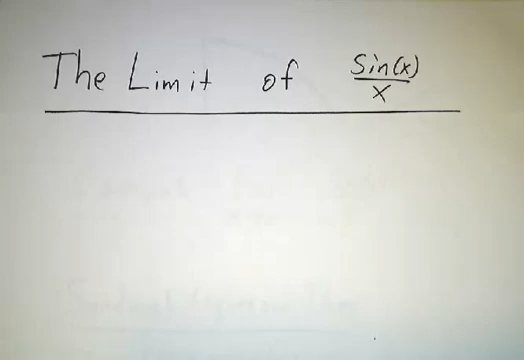 The Limit of Sin(x)/x